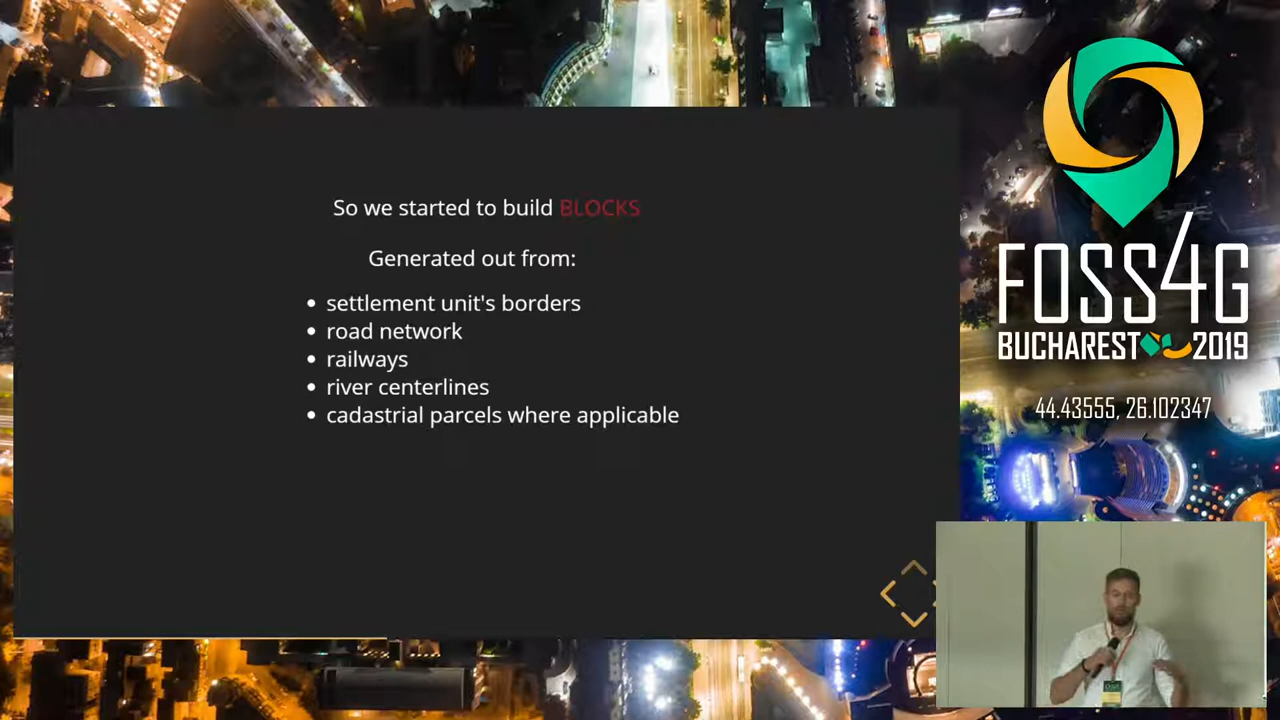 So we started to build BLOCKS
Generated out from:
settlement unit's borders
road network
railways
river centerlines
cadastrial parcels where applicable
FOSS4G
BUCHAREST 2019
44.43555, 26.102347